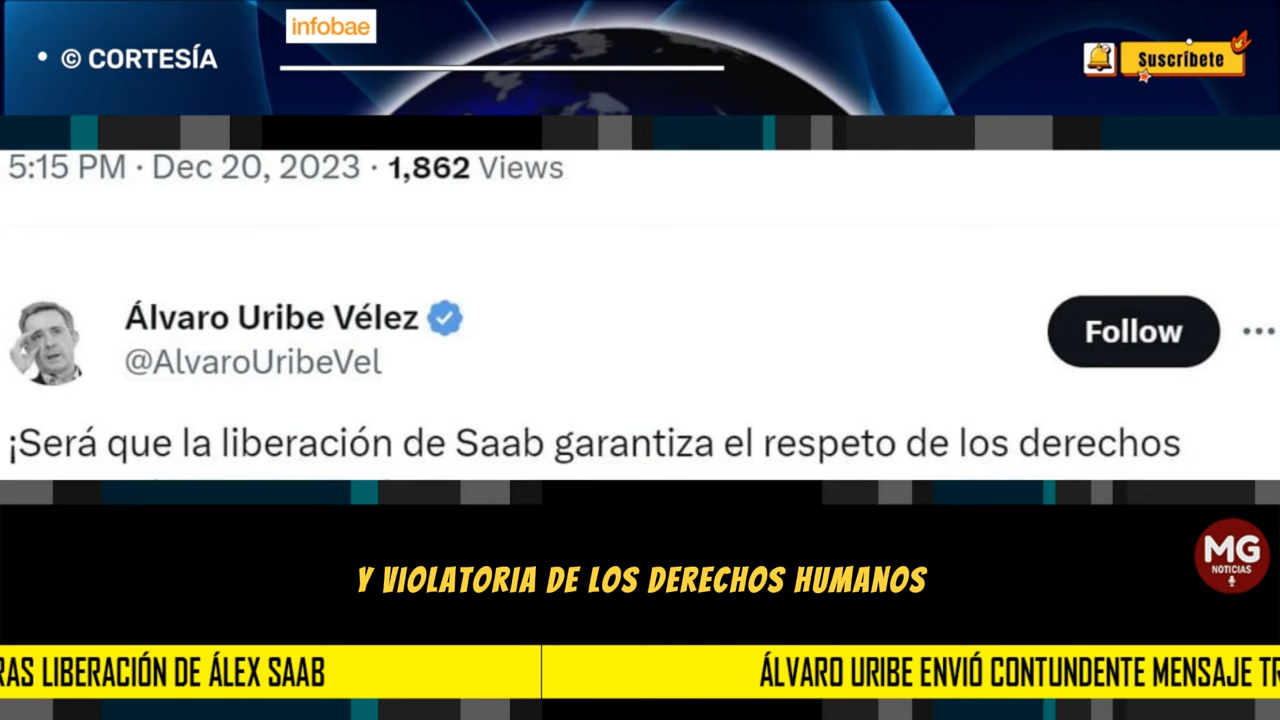 infobae
• © CORTESÍA
Suscríbete
5:15 PM · Dec 20, 2023 · 1,862 Views
Álvaro Uribe Vélez
@AlvaroUribeVel
Follow
¡Será que la liberación de Saab garantiza el respeto de los derechos
Y VIOLATORIA DE LOS DERECHOS HUMANOS
MG
NOTICIAS
RAS LIBERACIÓN DE ÁLEX SAAB
ÁLVARO URIBE ENVIÓ CONTUNDENTE MENSAJE TR